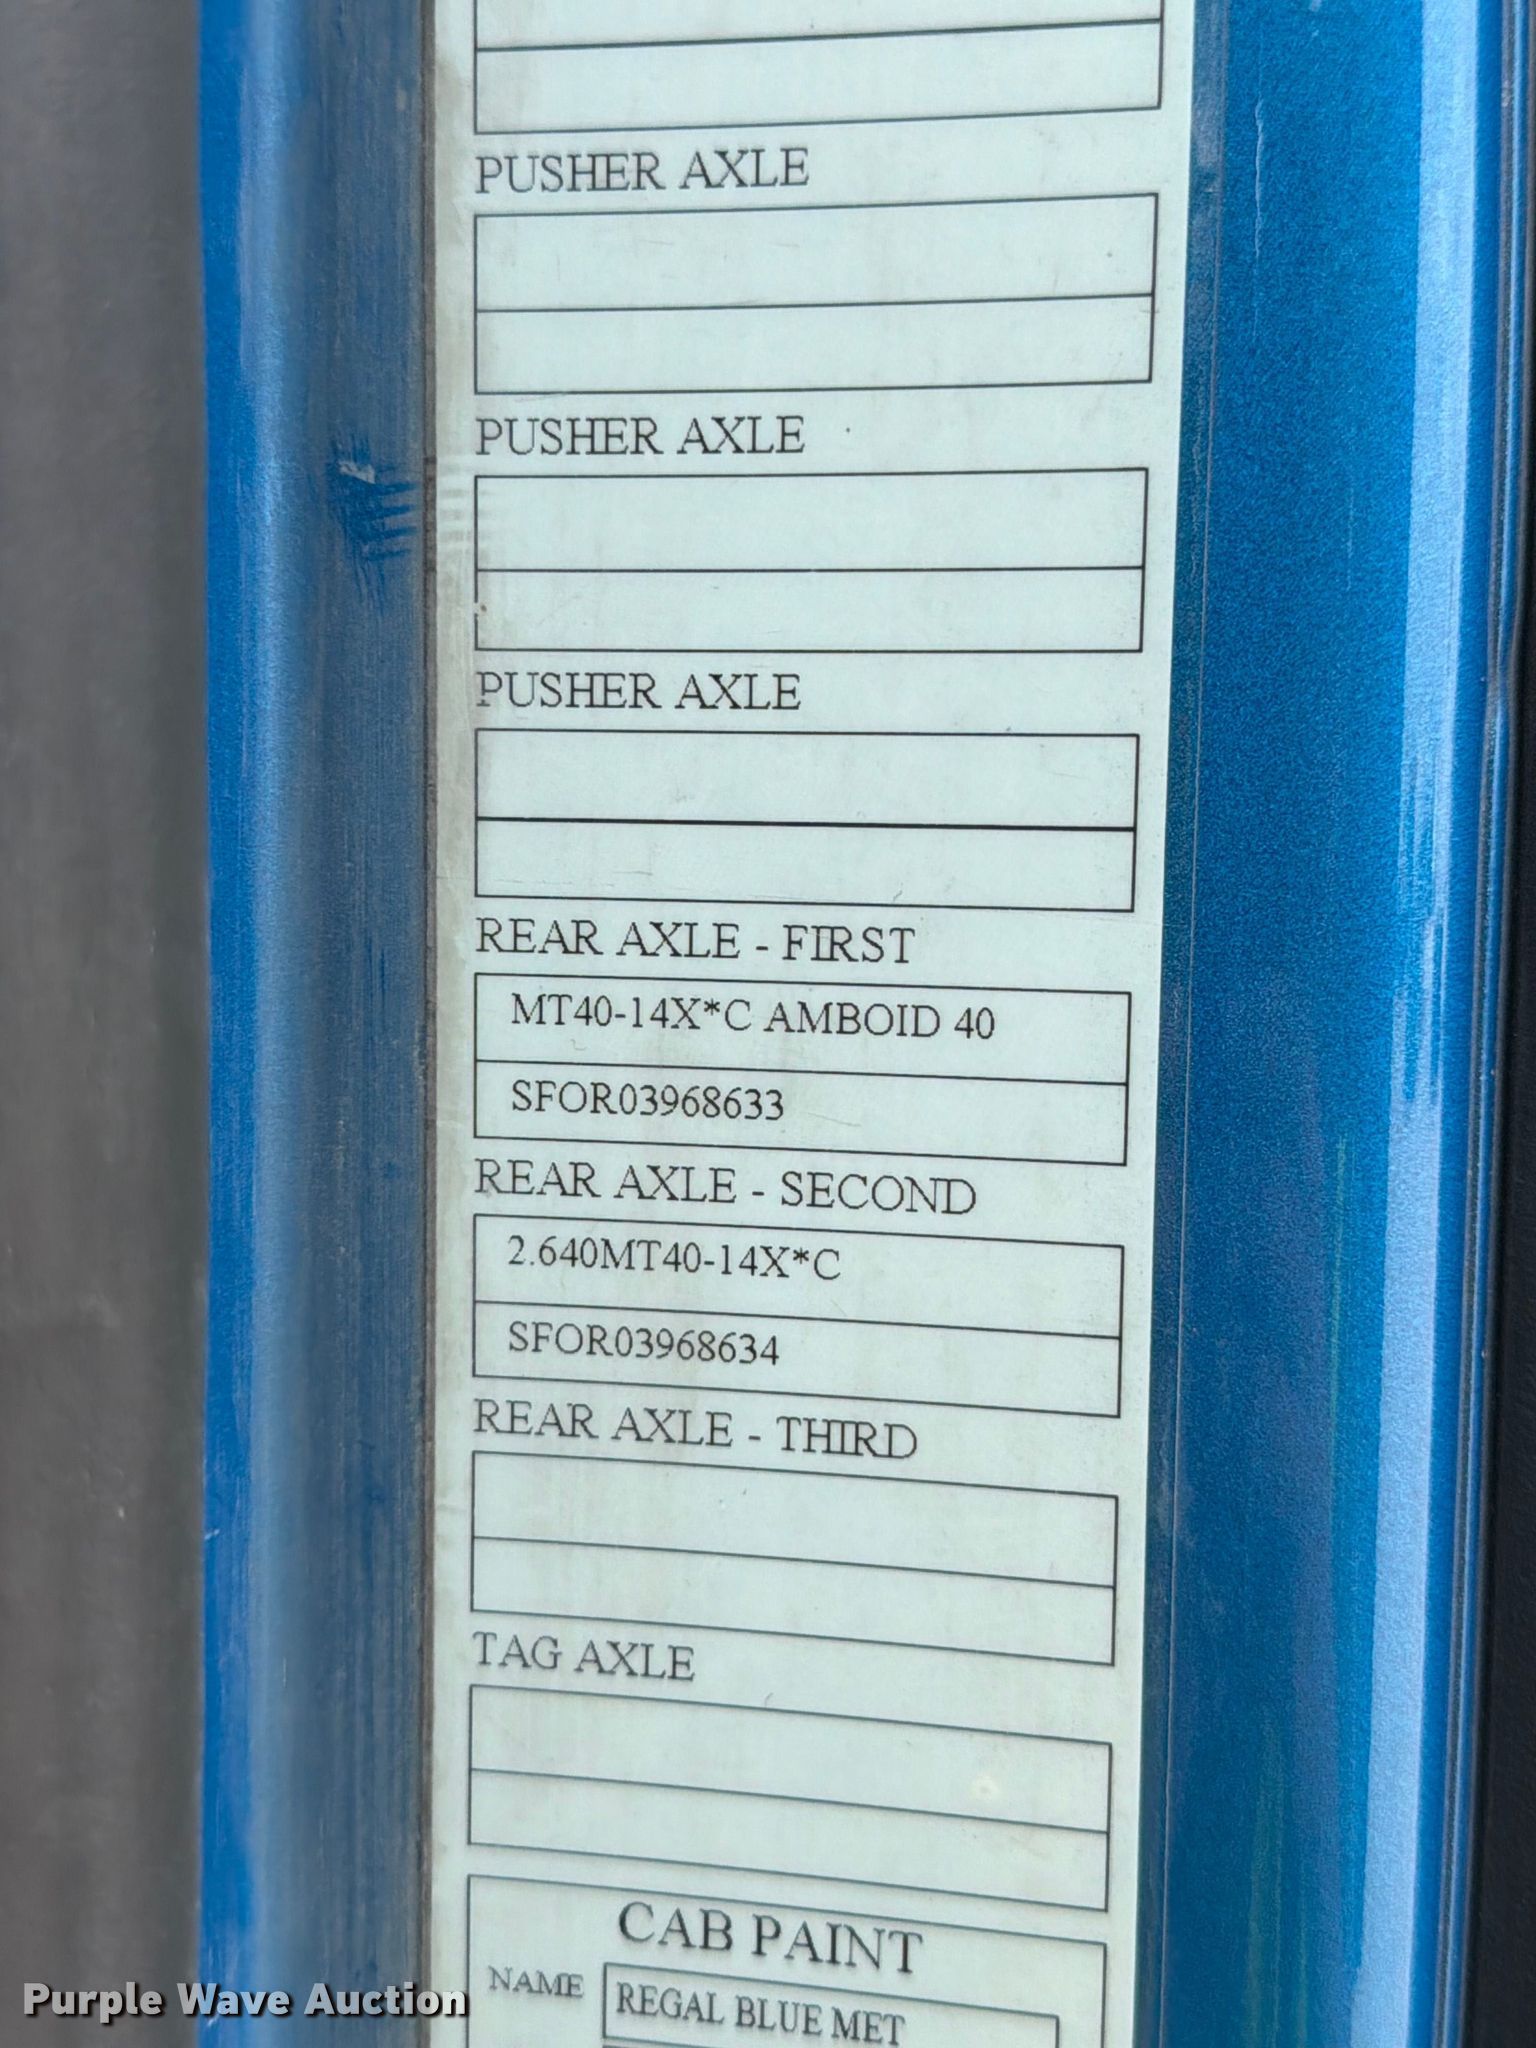 PUSHER AXLE
PUSHER AXLE
PUSHER AXLE
REAR AXLE - FIRST
MT40-14X*C AMBOID 40
SFOR03968633
REAR AXLE - SECOND
2.640MT40-14X*C
SFOR03968634
REAR AXLE - THIRD
TAG AXLE
CAB PAINT
NAME REGAL BLUE MET
Purple Wave Auction